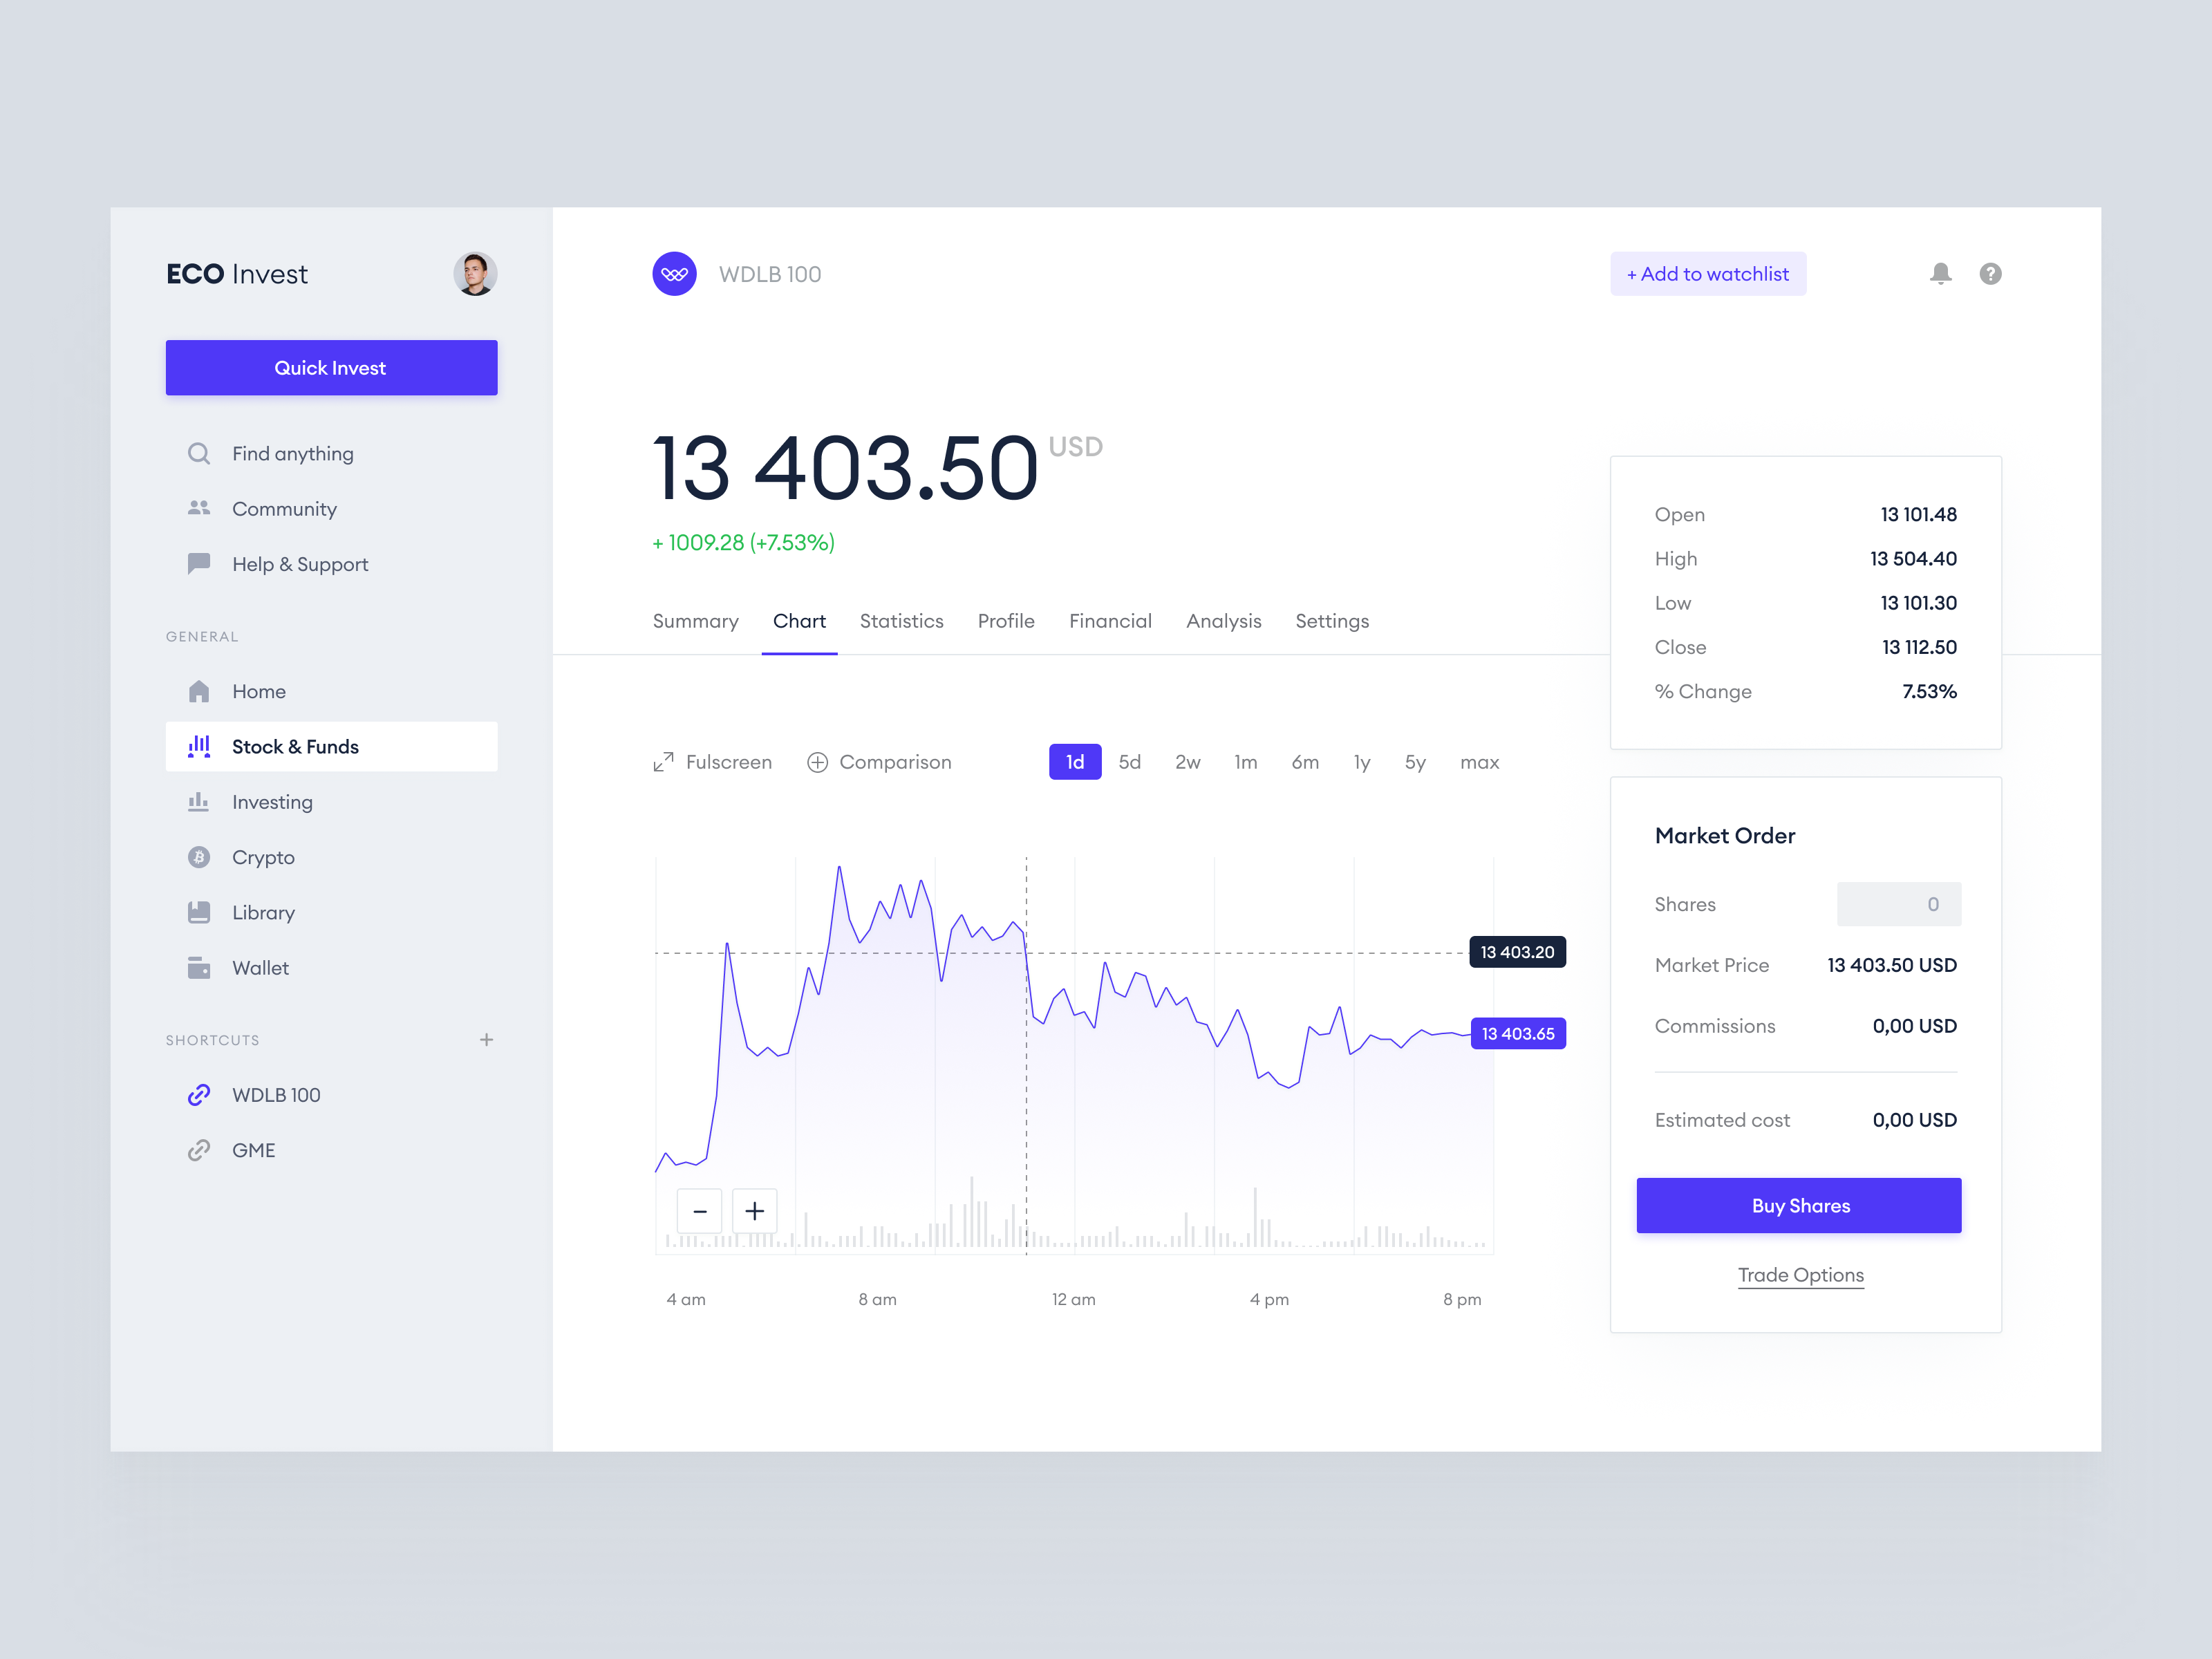 ECO Invest
Quick Invest
Find anything
Community
Help & Support
GENERAL
Home
Stock & Funds
Investing
Crypto
Library
Wallet
SHORTCUTS +
WDLB 100
GME
WDLB 100
+ Add to watchlist
?
13 403.50 USD
+ 1009.28 (+7.53%)
Summary Chart Statistics Profile Financial Analysis Settings
Fulscreen Comparison 1d 5d 2w 1m 6m 1y 5y max
13 403.20
13 403.65
− +
4 am 8 am 12 am 4 pm 8 pm
Open 13 101.48
High 13 504.40
Low 13 101.30
Close 13 112.50
% Change 7.53%
Market Order
Shares 0
Market Price 13 403.50 USD
Commissions 0,00 USD
Estimated cost 0,00 USD
Buy Shares
Trade Options